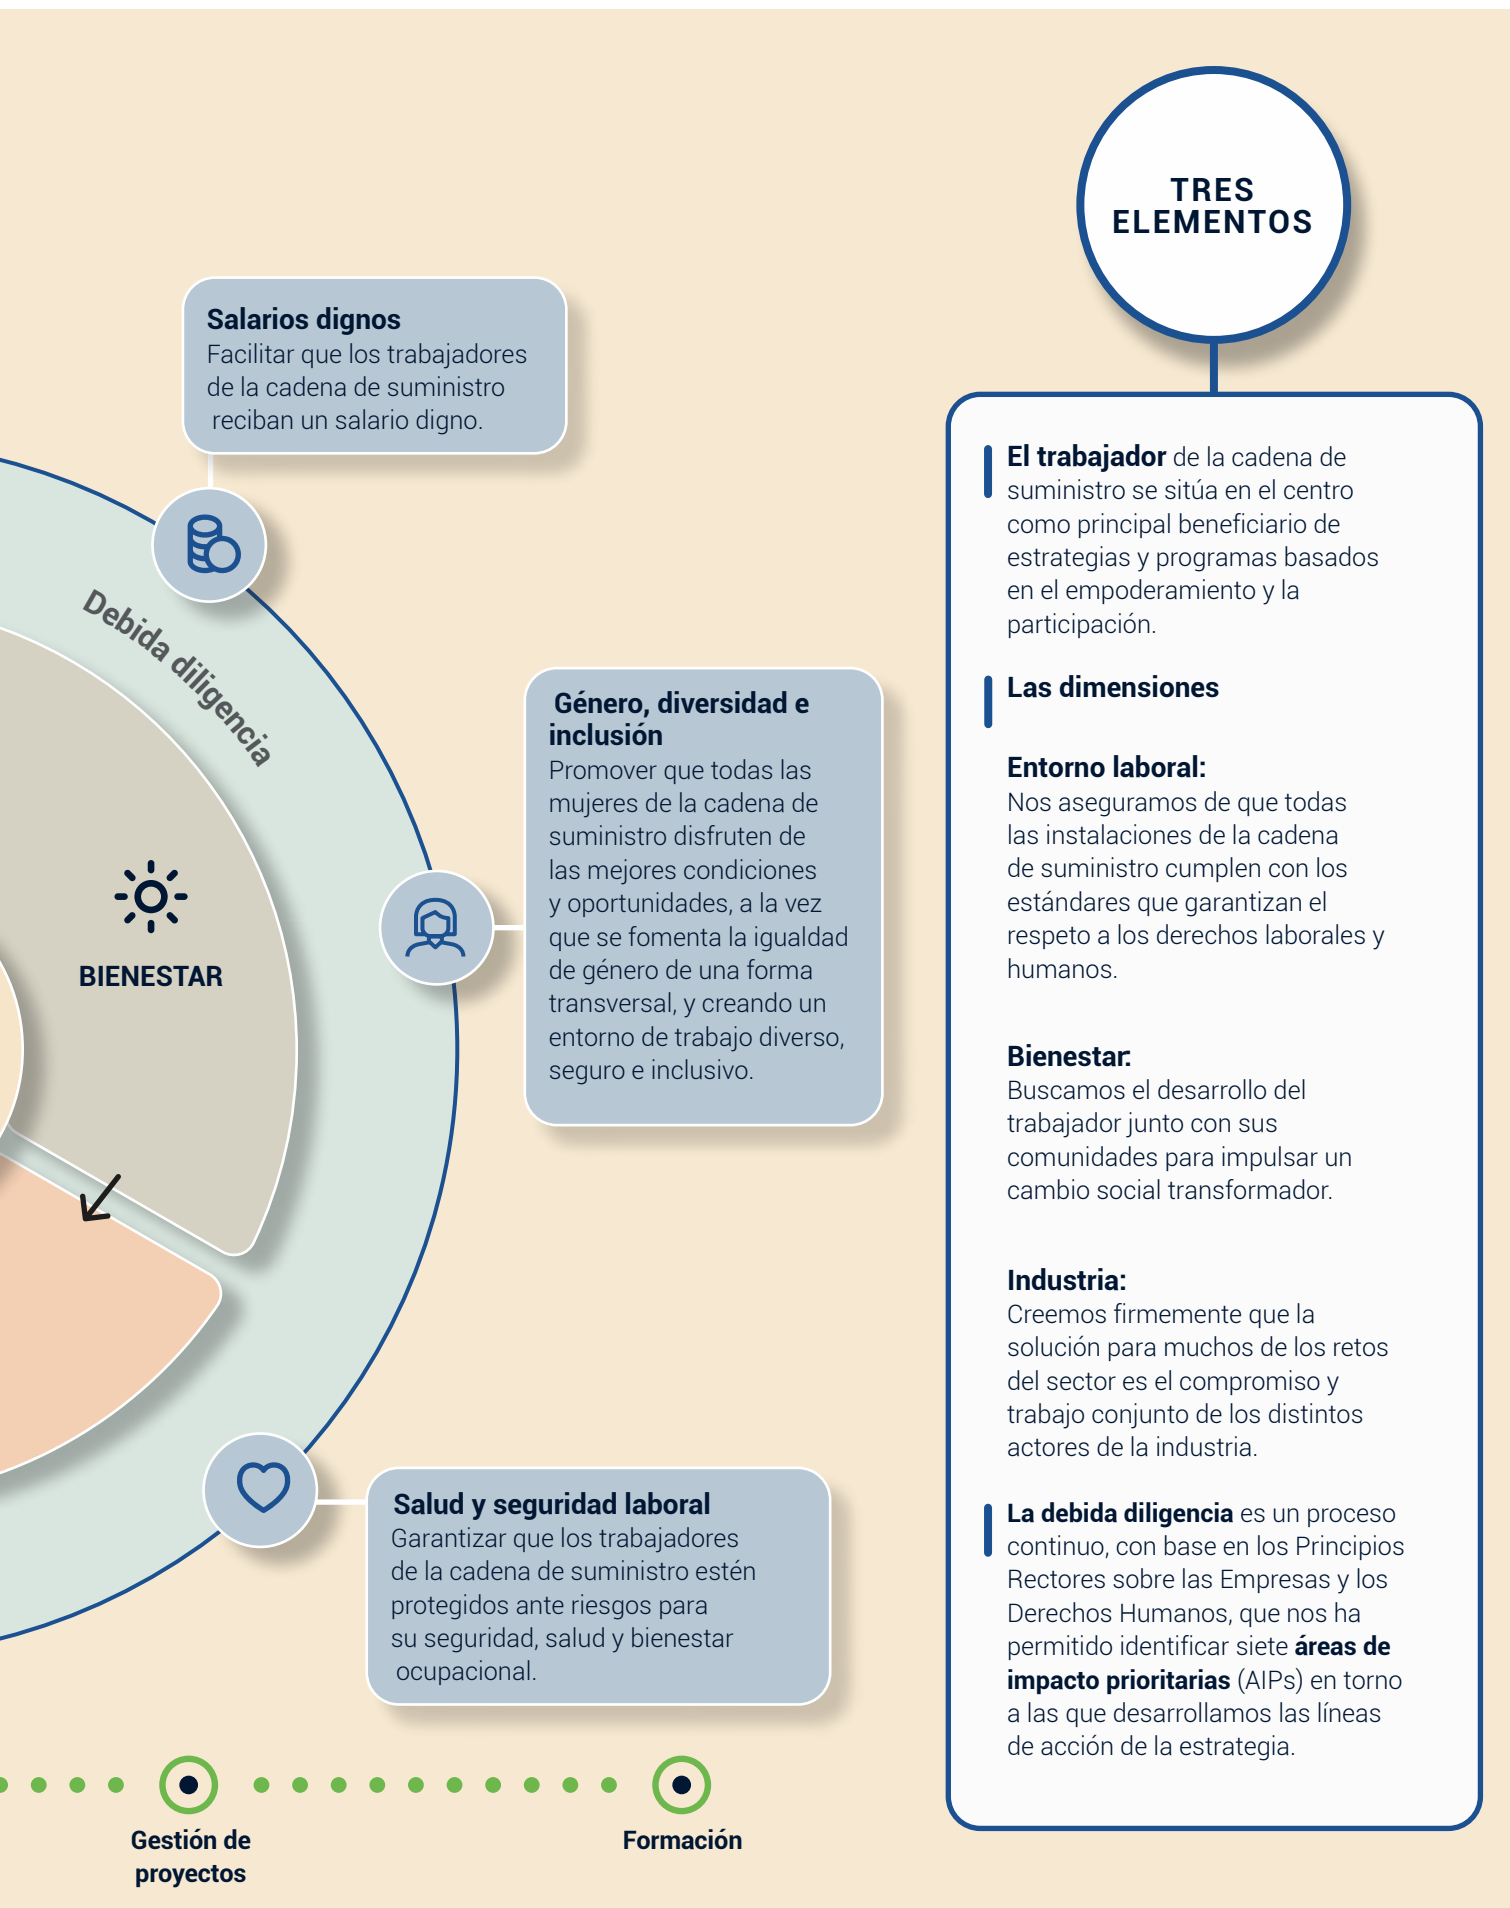 TRES
ELEMENTOS
Salarios dignos
Facilitar que los trabajadores
de la cadena de suministro
reciban un salario digno.
Debida diligencia
Género, diversidad e
inclusión
Promover que todas las
mujeres de la cadena de
suministro disfruten de
las mejores condiciones
y oportunidades, a la vez
que se fomenta la igualdad
de género de una forma
transversal, y creando un
entorno de trabajo diverso,
seguro e inclusivo.
BIENESTAR
Salud y seguridad laboral
Garantizar que los trabajadores
de la cadena de suministro estén
protegidos ante riesgos para
su seguridad, salud y bienestar
ocupacional.
Gestión de
proyectos
Formación
El trabajador de la cadena de
suministro se sitúa en el centro
como principal beneficiario de
estrategias y programas basados
en el empoderamiento y la
participación.
Las dimensiones
Entorno laboral:
Nos aseguramos de que todas
las instalaciones de la cadena
de suministro cumplen con los
estándares que garantizan el
respeto a los derechos laborales y
humanos.
Bienestar:
Buscamos el desarrollo del
trabajador junto con sus
comunidades para impulsar un
cambio social transformador.
Industria:
Creemos firmemente que la
solución para muchos de los retos
del sector es el compromiso y
trabajo conjunto de los distintos
actores de la industria.
La debida diligencia es un proceso
continuo, con base en los Principios
Rectores sobre las Empresas y los
Derechos Humanos, que nos ha
permitido identificar siete áreas de
impacto prioritarias (AIPs) en torno
a las que desarrollamos las líneas
de acción de la estrategia.